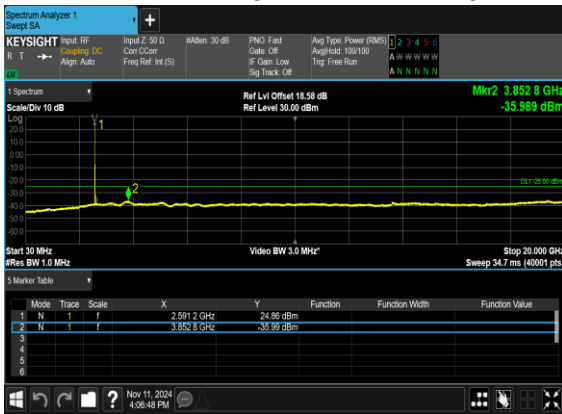 Spectrum Analyzer 1
Swept SA
KEYSIGHT Input: RF Input Z: 50 Ω #Atten: 30 dB PNO: Fast Avg Type: Power (RMS) 1 2 3 4 5 6
R T Coupling: DC Corr CCorr Gate: Off Avg|Hold: 100/100 A W W W W W
Align: Auto Freq Ref: Int (S) IF Gain: Low Trig: Free Run
Sig Track: Off A N N N N N
1 Spectrum Ref Lvl Offset 18.58 dB Mkr2 3.852 8 GHz
Scale/Div 10 dB Ref Level 30.00 dBm -35.989 dBm
Log
20.0
10.0
0.00
-10.0
-20.0
-30.0
-40.0
-50.0
-60.0
1
2
DL1 -25.00 dBm
Start 30 MHz Video BW 3.0 MHz* Stop 20.000 GHz
#Res BW 1.0 MHz Sweep 34.7 ms (40001 pts)
5 Marker Table
Mode Trace Scale X Y Function Function Width Function Value
1 N 1 f 2.591 2 GHz 24.86 dBm
2 N 1 f 3.852 8 GHz -35.99 dBm
3
4
5
6
? Nov 11, 2024
4:06:48 PM